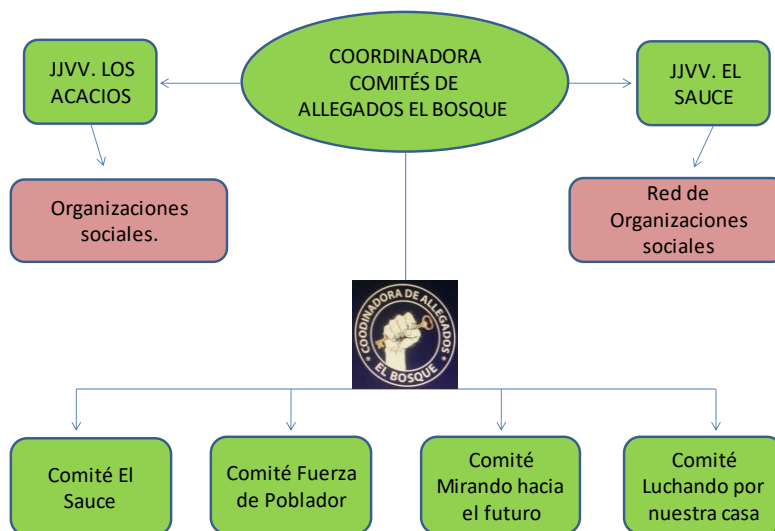 COORDINADORA
COMITÉS DE
ALLEGADOS EL BOSQUE
JJVV. LOS
ACACIOS
JJVV. EL
SAUCE
Organizaciones
sociales.
Red de
Organizaciones
sociales
COODINADORA DE ALLEGADOS
EL BOSQUE
Comité El
Sauce
Comité Fuerza
de Poblador
Comité
Mirando hacia
el futuro
Comité
Luchando por
nuestra casa